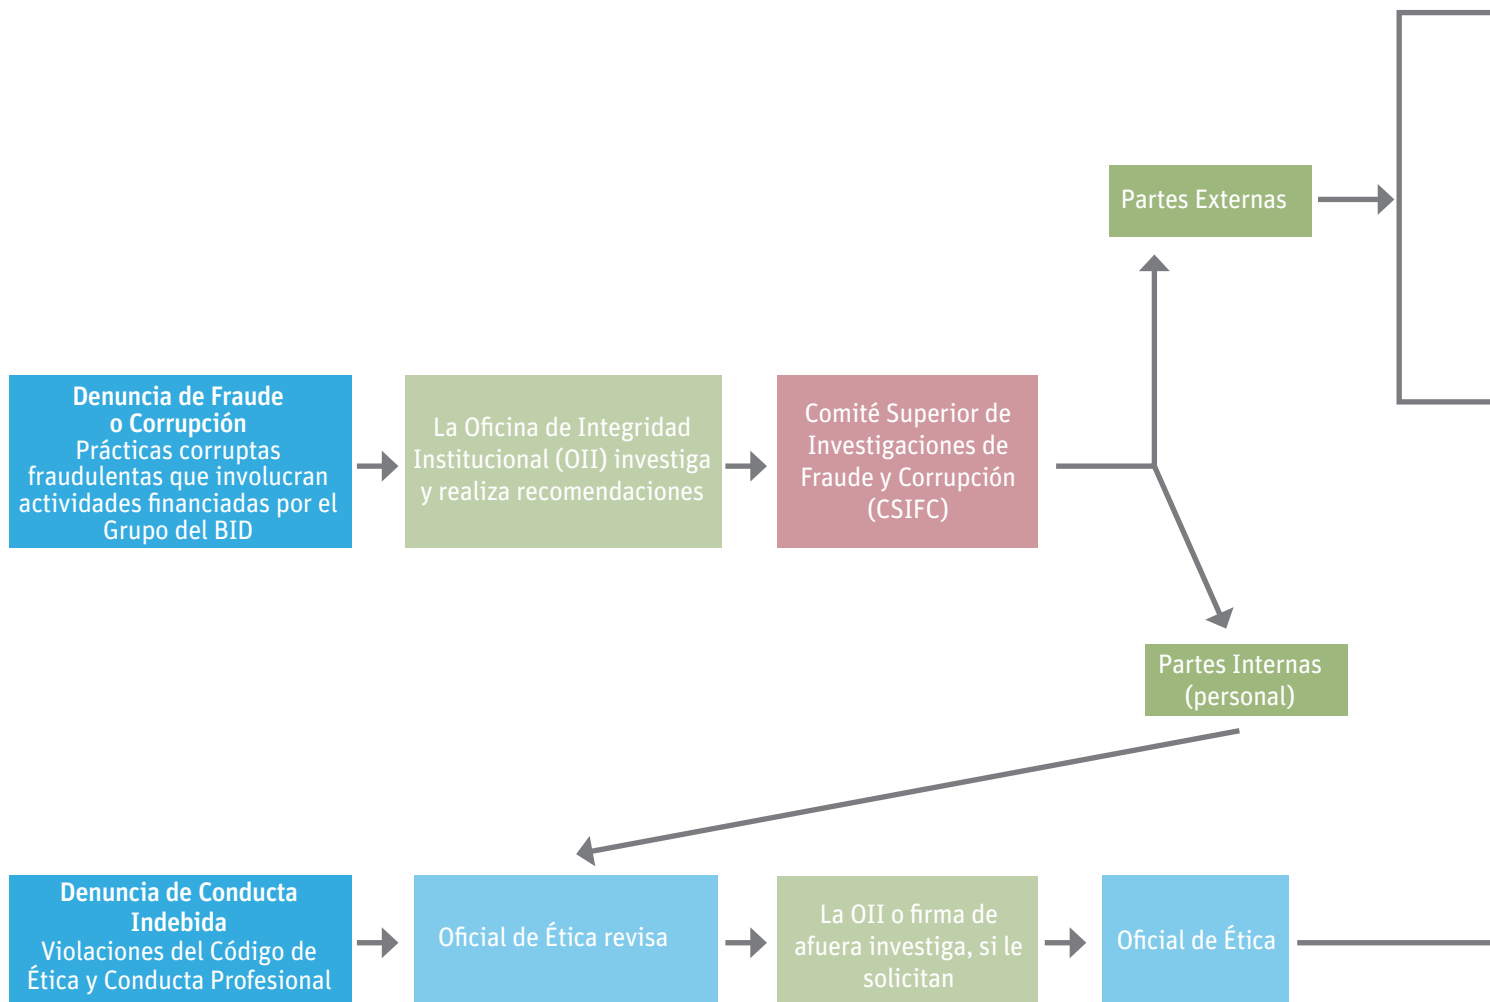 Partes Externas
Denuncia de Fraude
o Corrupción
Prácticas corruptas
fraudulentas que involucran
actividades financiadas por el
Grupo del BID
La Oficina de Integridad
Institucional (OII) investiga
y realiza recomendaciones
Comité Superior de
Investigaciones de
Fraude y Corrupción
(CSIFC)
Partes Internas
(personal)
Denuncia de Conducta
Indebida
Violaciones del Código de
Ética y Conducta Profesional
Oficial de Ética revisa
La OII o firma de
afuera investiga, si le
solicitan
Oficial de Ética